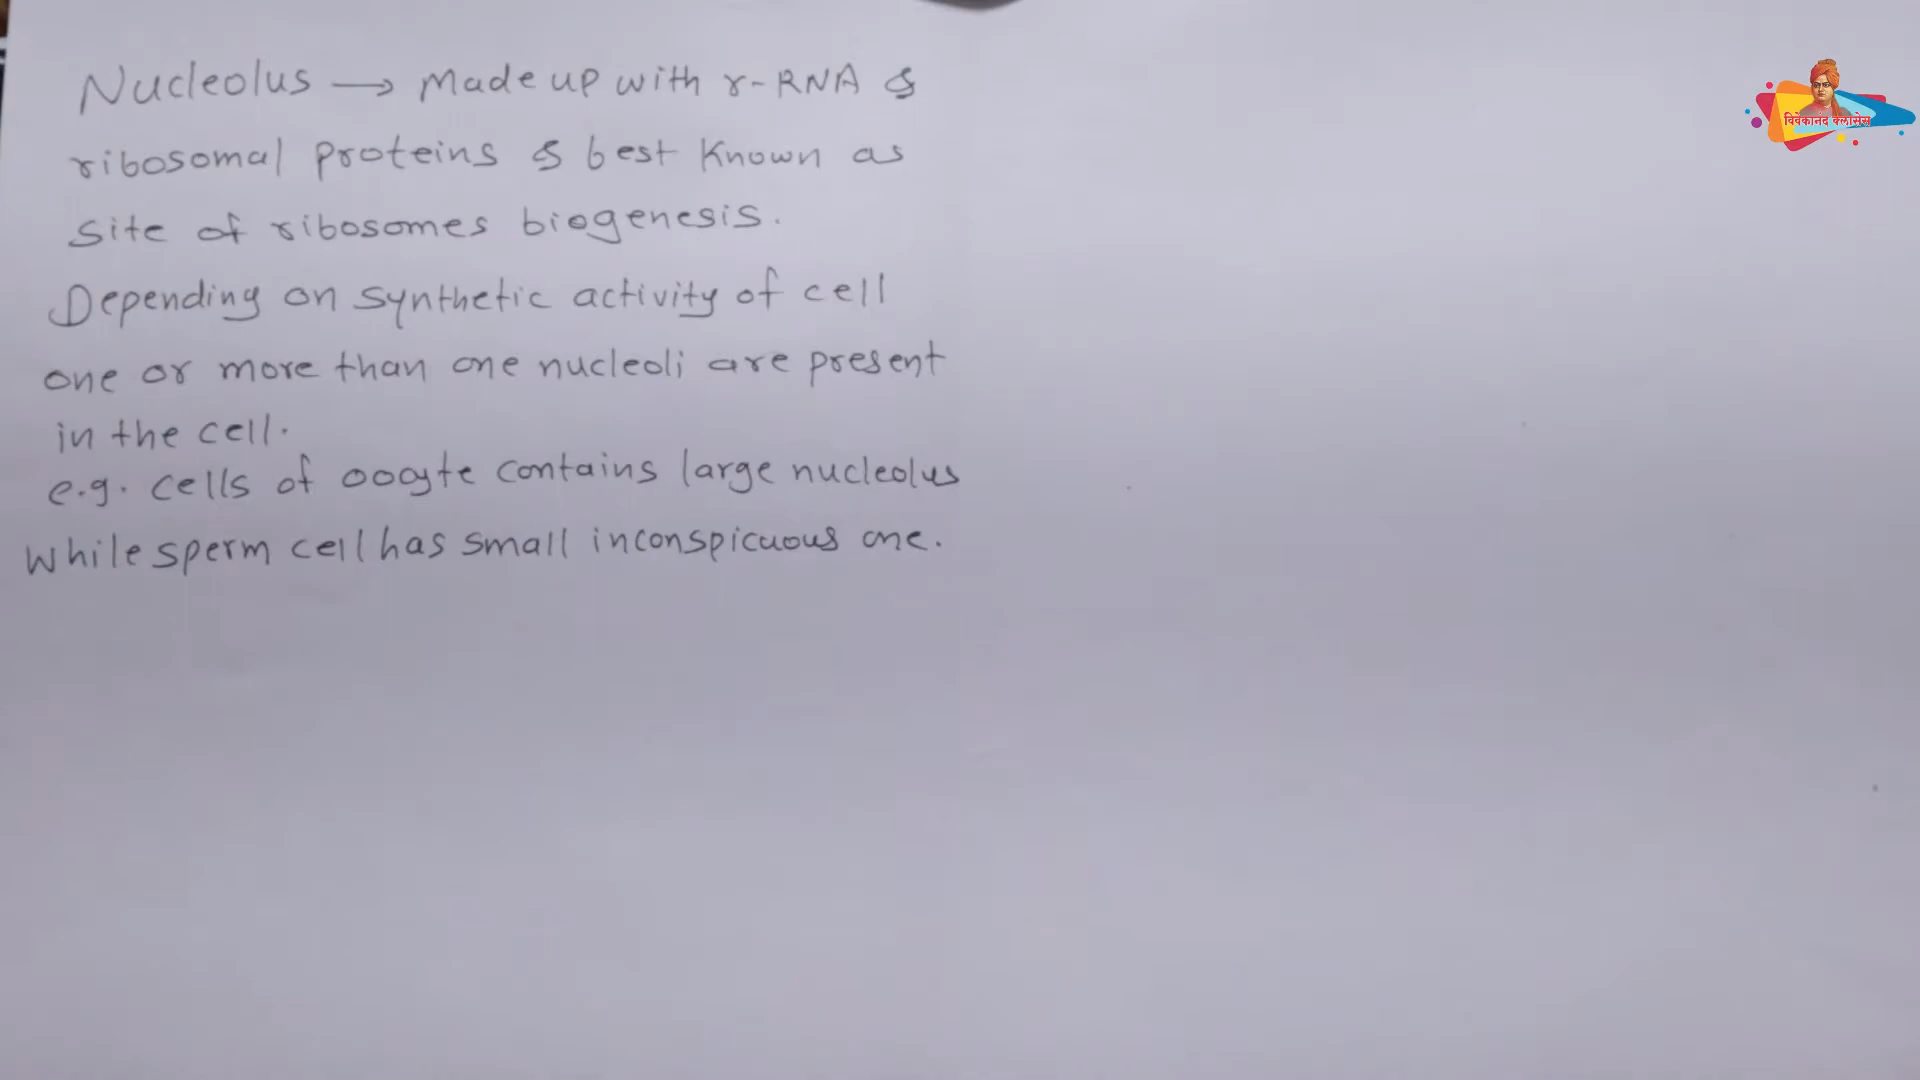 Nucleolus → Made up with r-RNA &
ribosomal proteins & best known as
site of ribosomes biogenesis.
Depending on synthetic activity of cell
one or more than one nucleoli are present
in the cell.
e.g. cells of oocyte contains large nucleolus
while sperm cell has small inconspicuous one.
विवेकानंद क्लासेस